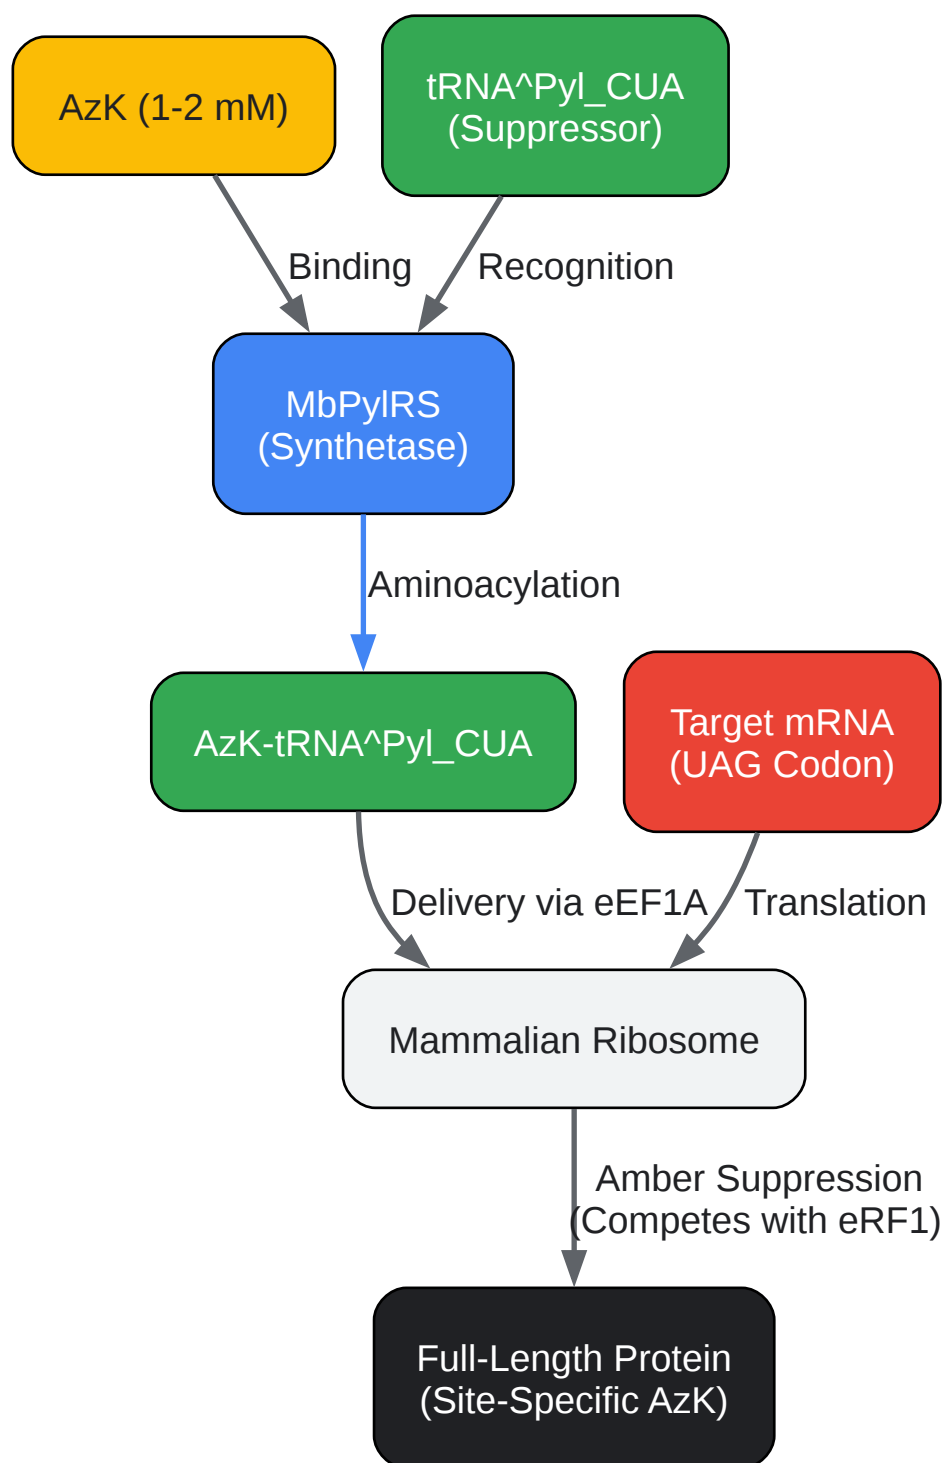 AzK (1-2 mM)
tRNA^Pyl_CUA
(Suppressor)
Binding
Recognition
MbPylRS
(Synthetase)
Aminoacylation
AzK-tRNA^Pyl_CUA
Target mRNA
(UAG Codon)
Delivery via eEF1A
Translation
Mammalian Ribosome
Amber Suppression
(Competes with eRF1)
Full-Length Protein
(Site-Specific AzK)